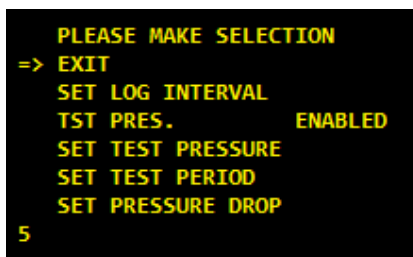 PLEASE MAKE SELECTION
=> EXIT
SET LOG INTERVAL
TST PRES. ENABLED
SET TEST PRESSURE
SET TEST PERIOD
SET PRESSURE DROP
5